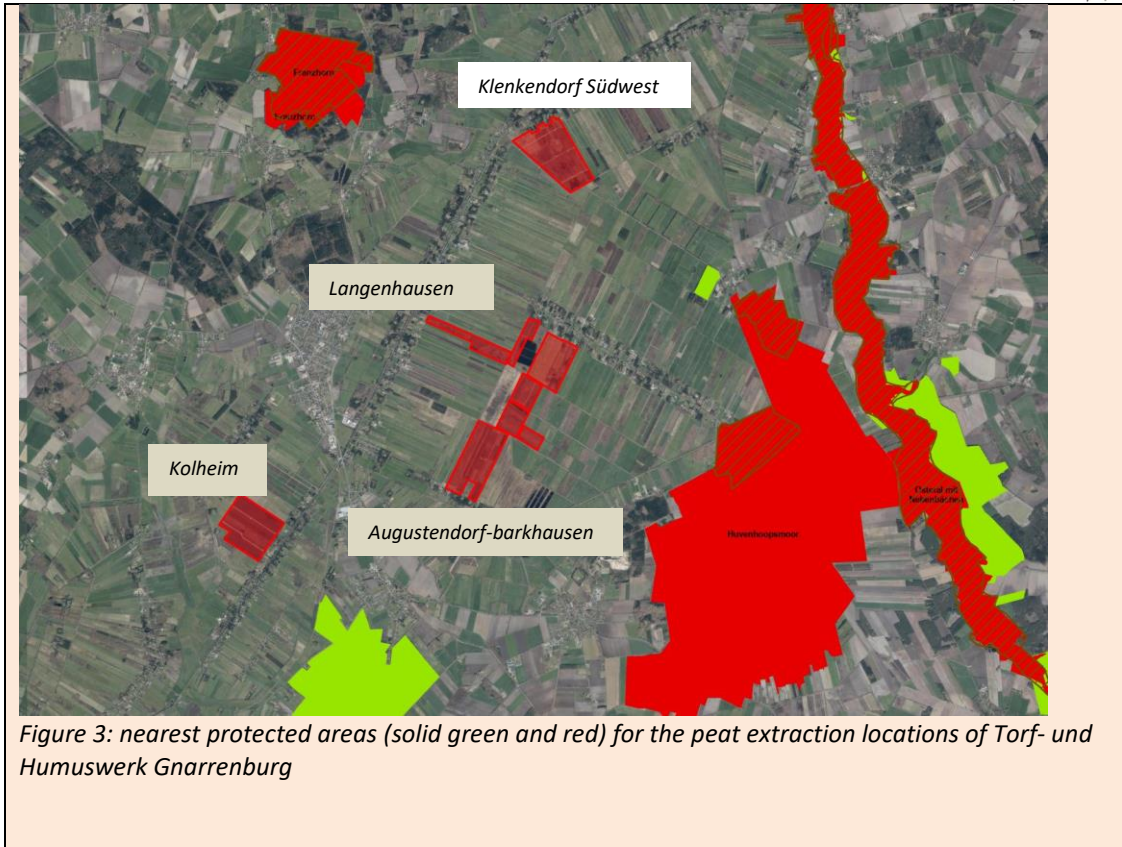 Franzhorn
Klenkendorf Südwest
Langenhausen
Kolheim
Augustendorf-barkhausen
Huvenhoopsmoor
Figure 3: nearest protected areas (solid green and red) for the peat extraction locations of Torf- und
Humuswerk Gnarrenburg